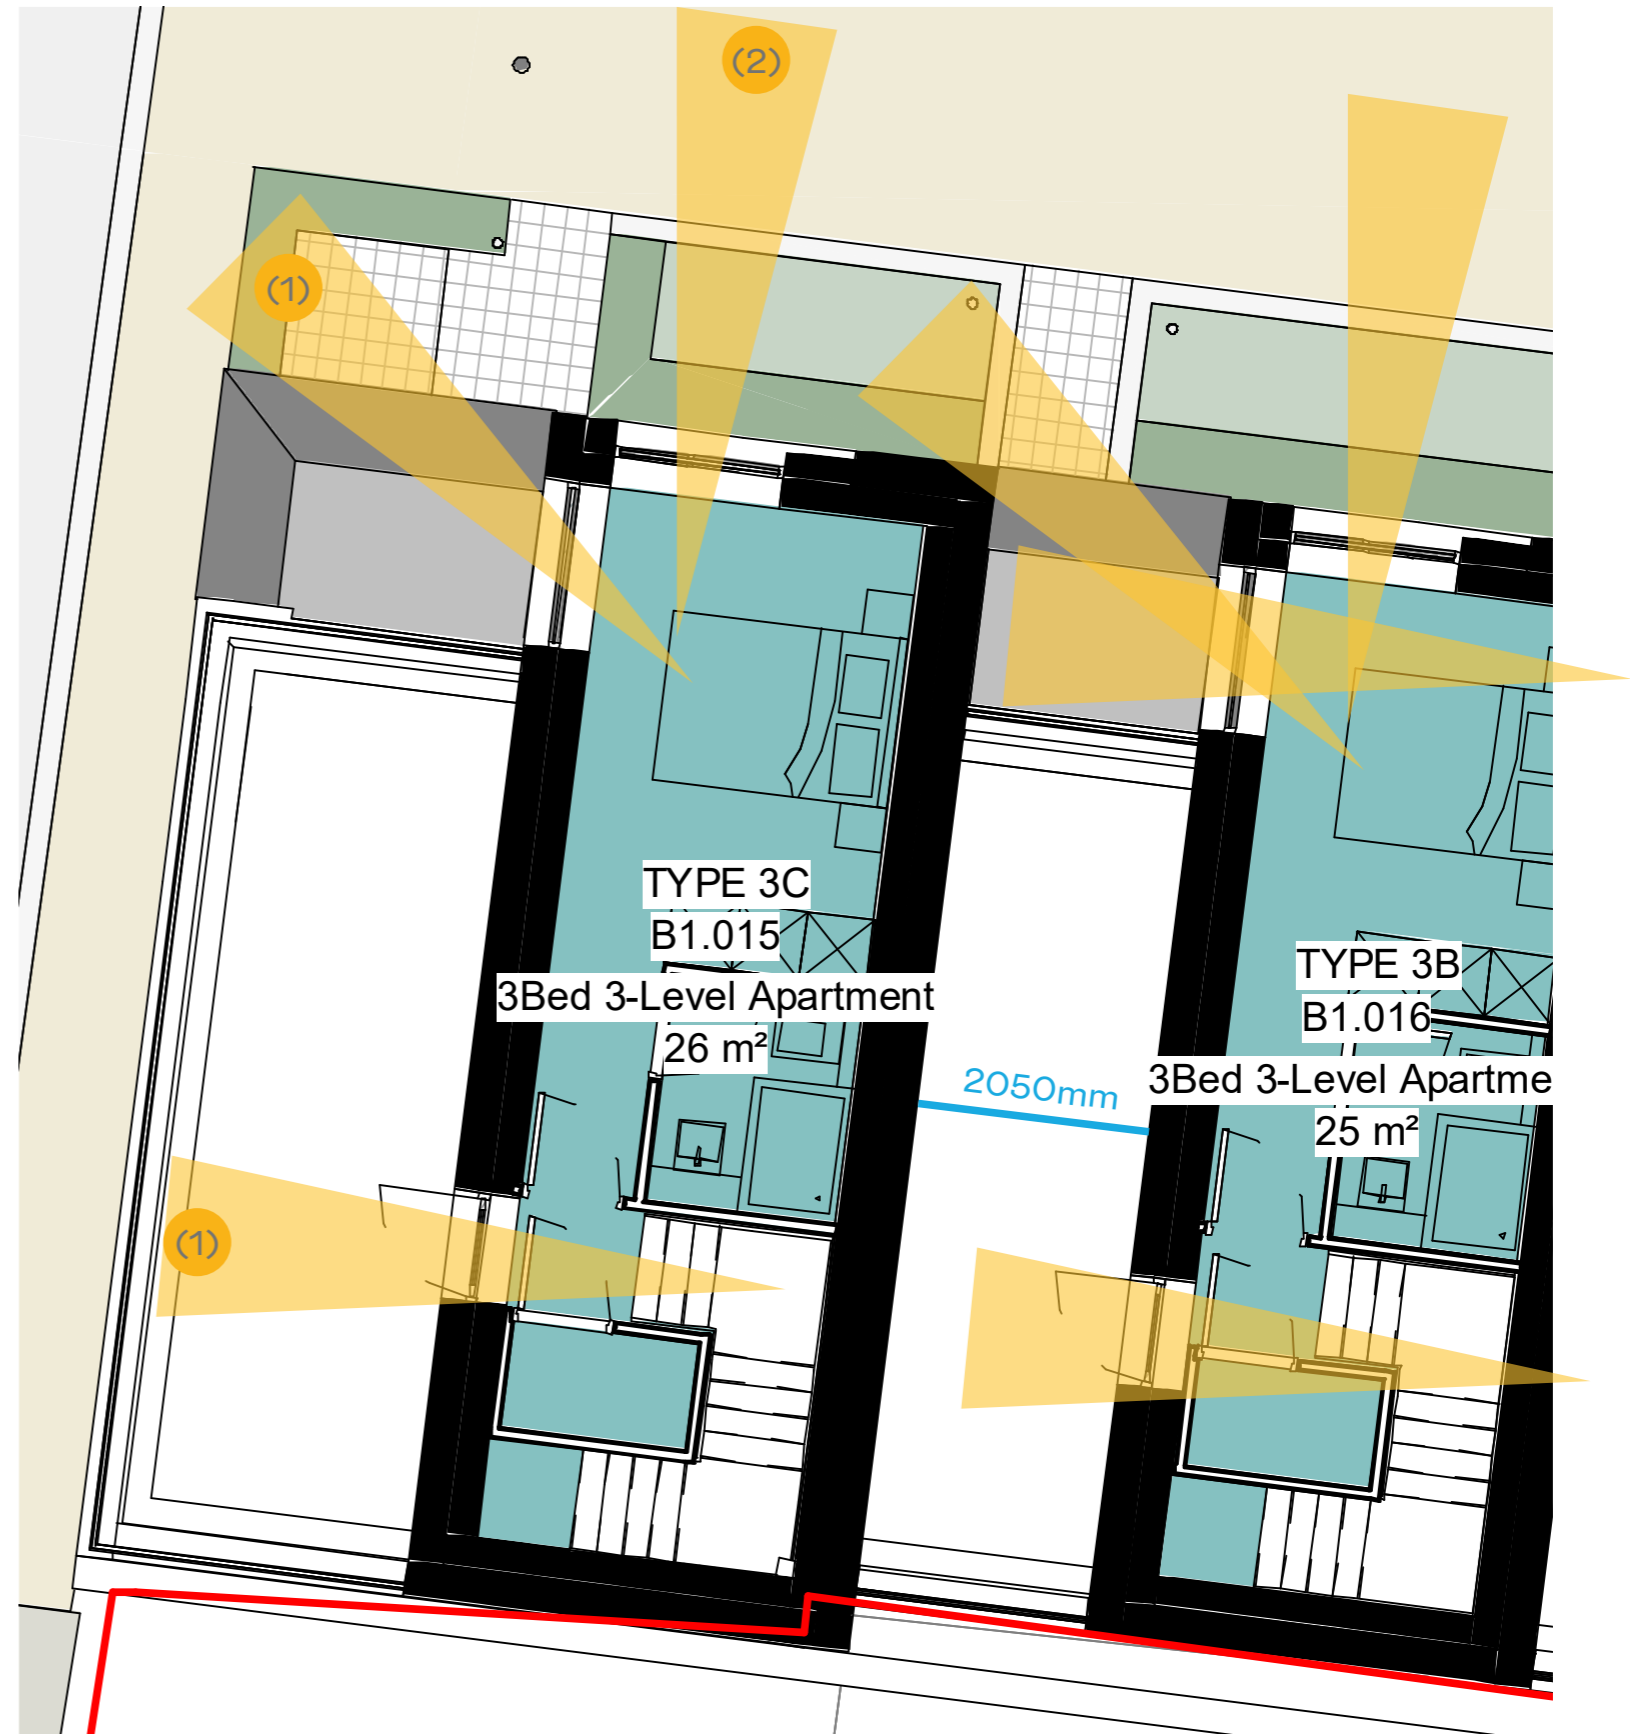 (2)
(1)
TYPE 3C
B1.015
3Bed 3-Level Apartment
26 m²
2050mm
TYPE 3B
B1.016
3Bed 3-Level Apartme
25 m²
(1)